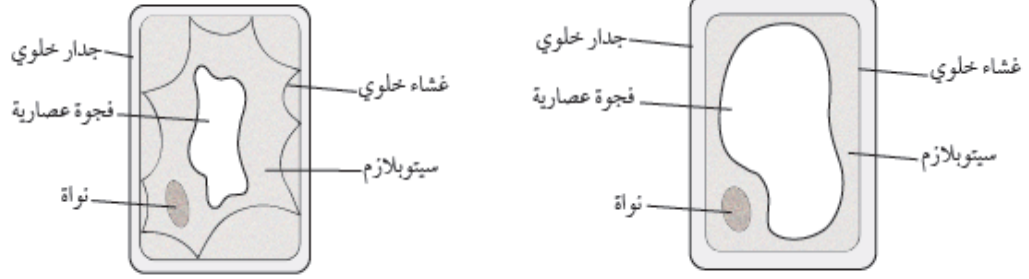 جدار خلوي
غشاء خلوي
فجوة عصارية
سيتوبلازم
نواة
جدار خلوي
غشاء خلوي
فجوة عصارية
سيتوبلازم
نواة